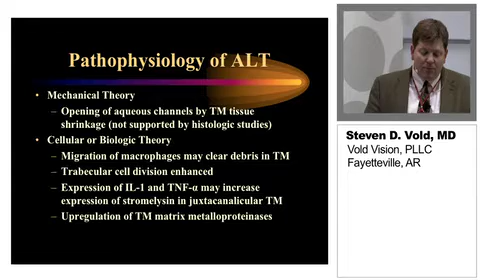 Pathophysiology of ALT
• Mechanical Theory
– Opening of aqueous channels by TM tissue
shrinkage (not supported by histologic studies)
• Cellular or Biologic Theory
– Migration of macrophages may clear debris in TM
– Trabecular cell division enhanced
– Expression of IL-1 and TNF-α may increase
expression of stromelysin in juxtacanalicular TM
– Upregulation of TM matrix metalloproteinases
Steven D. Vold, MD
Vold Vision, PLLC
Fayetteville, AR